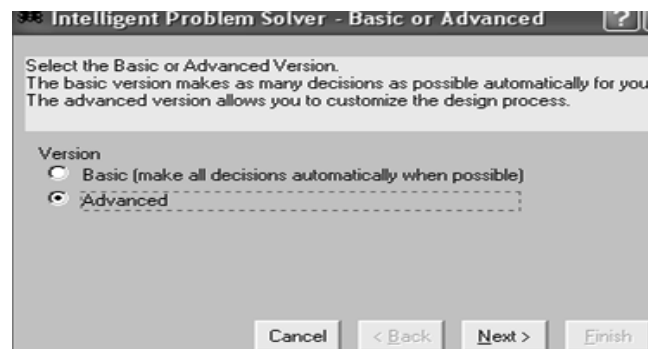 Intelligent Problem Solver - Basic or Advanced ?
Select the Basic or Advanced Version.
The basic version makes as many decisions as possible automatically for you
The advanced version allows you to customize the design process.
Version
Basic (make all decisions automatically when possible)
Advanced
Cancel < Back Next > Finish